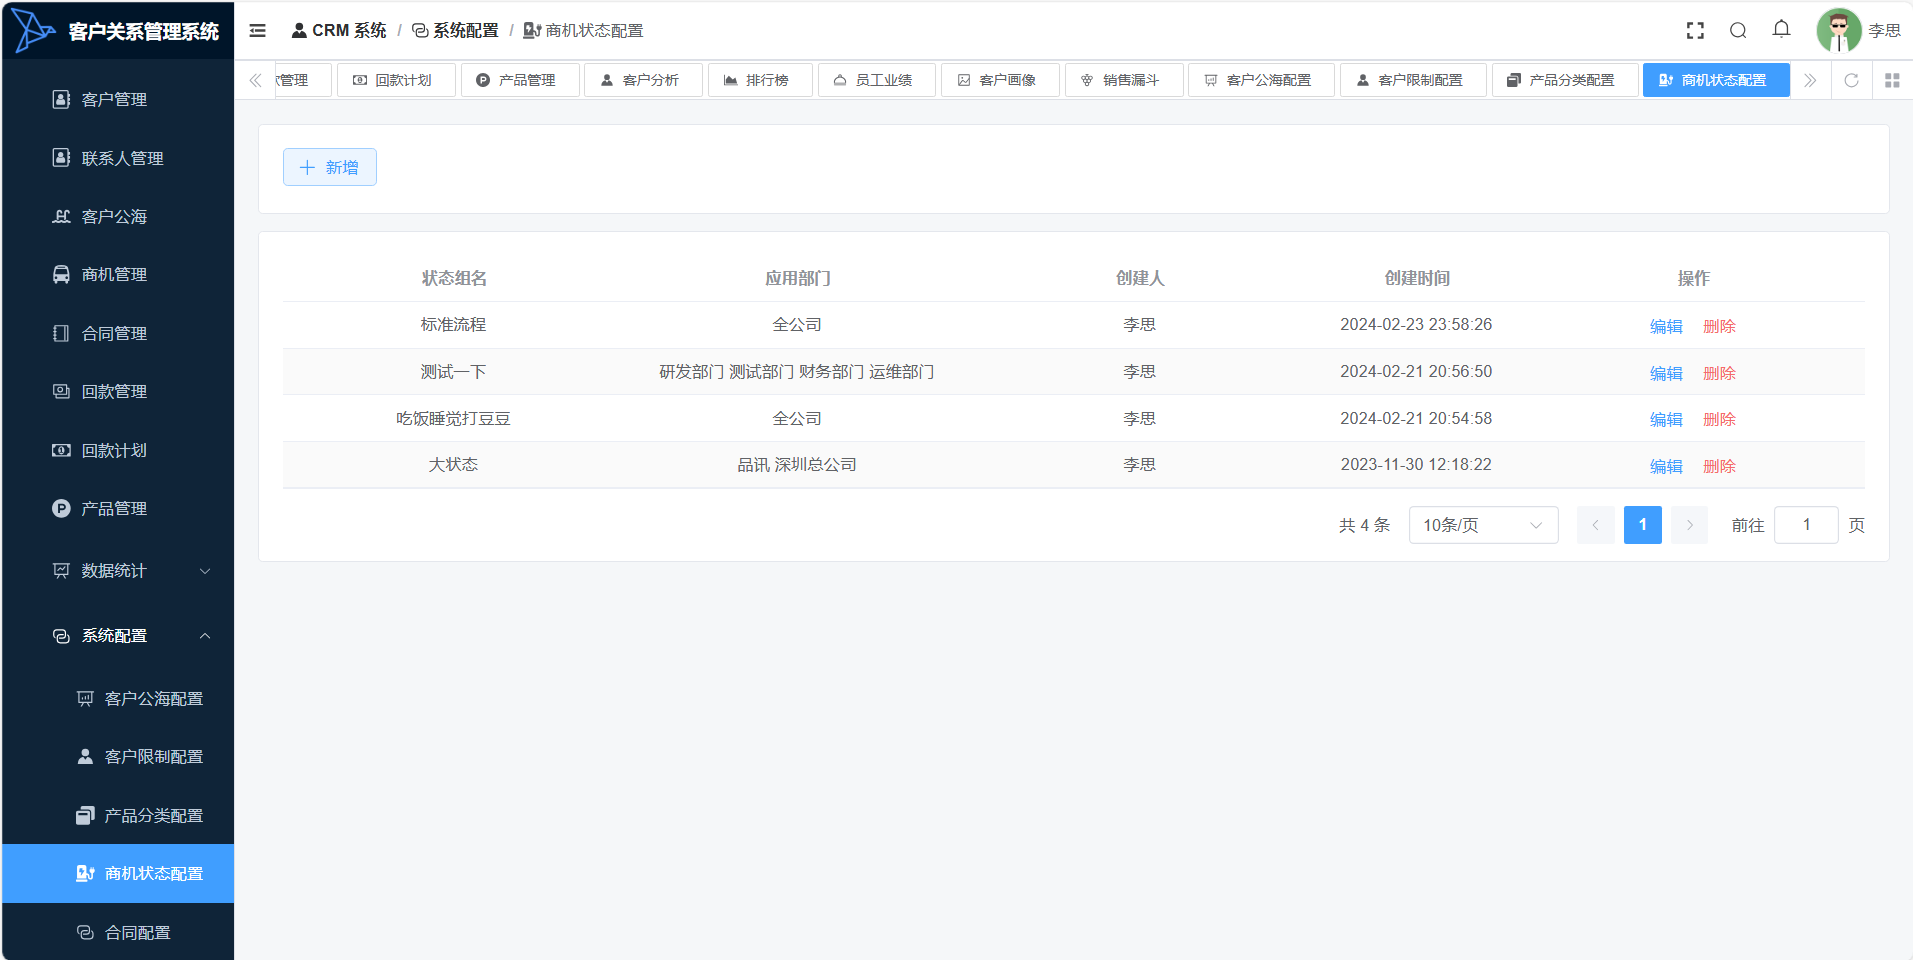 客户关系管理系统
CRM 系统 / 系统配置 / 商机状态配置
李思
管理
回款计划
产品管理
客户分析
排行榜
员工业绩
客户画像
销售漏斗
客户公海配置
客户限制配置
产品分类配置
商机状态配置
客户管理
联系人管理
客户公海
商机管理
合同管理
回款管理
回款计划
产品管理
数据统计
系统配置
客户公海配置
客户限制配置
产品分类配置
商机状态配置
合同配置
新增
状态组名 应用部门 创建人 创建时间 操作
标准流程 全公司 李思 2024-02-23 23:58:26 编辑 删除
测试一下 研发部门 测试部门 财务部门 运维部门 李思 2024-02-21 20:56:50 编辑 删除
吃饭睡觉打豆豆 全公司 李思 2024-02-21 20:54:58 编辑 删除
大状态 品讯 深圳总公司 李思 2023-11-30 12:18:22 编辑 删除
共 4 条 10条/页 1 前往 1 页